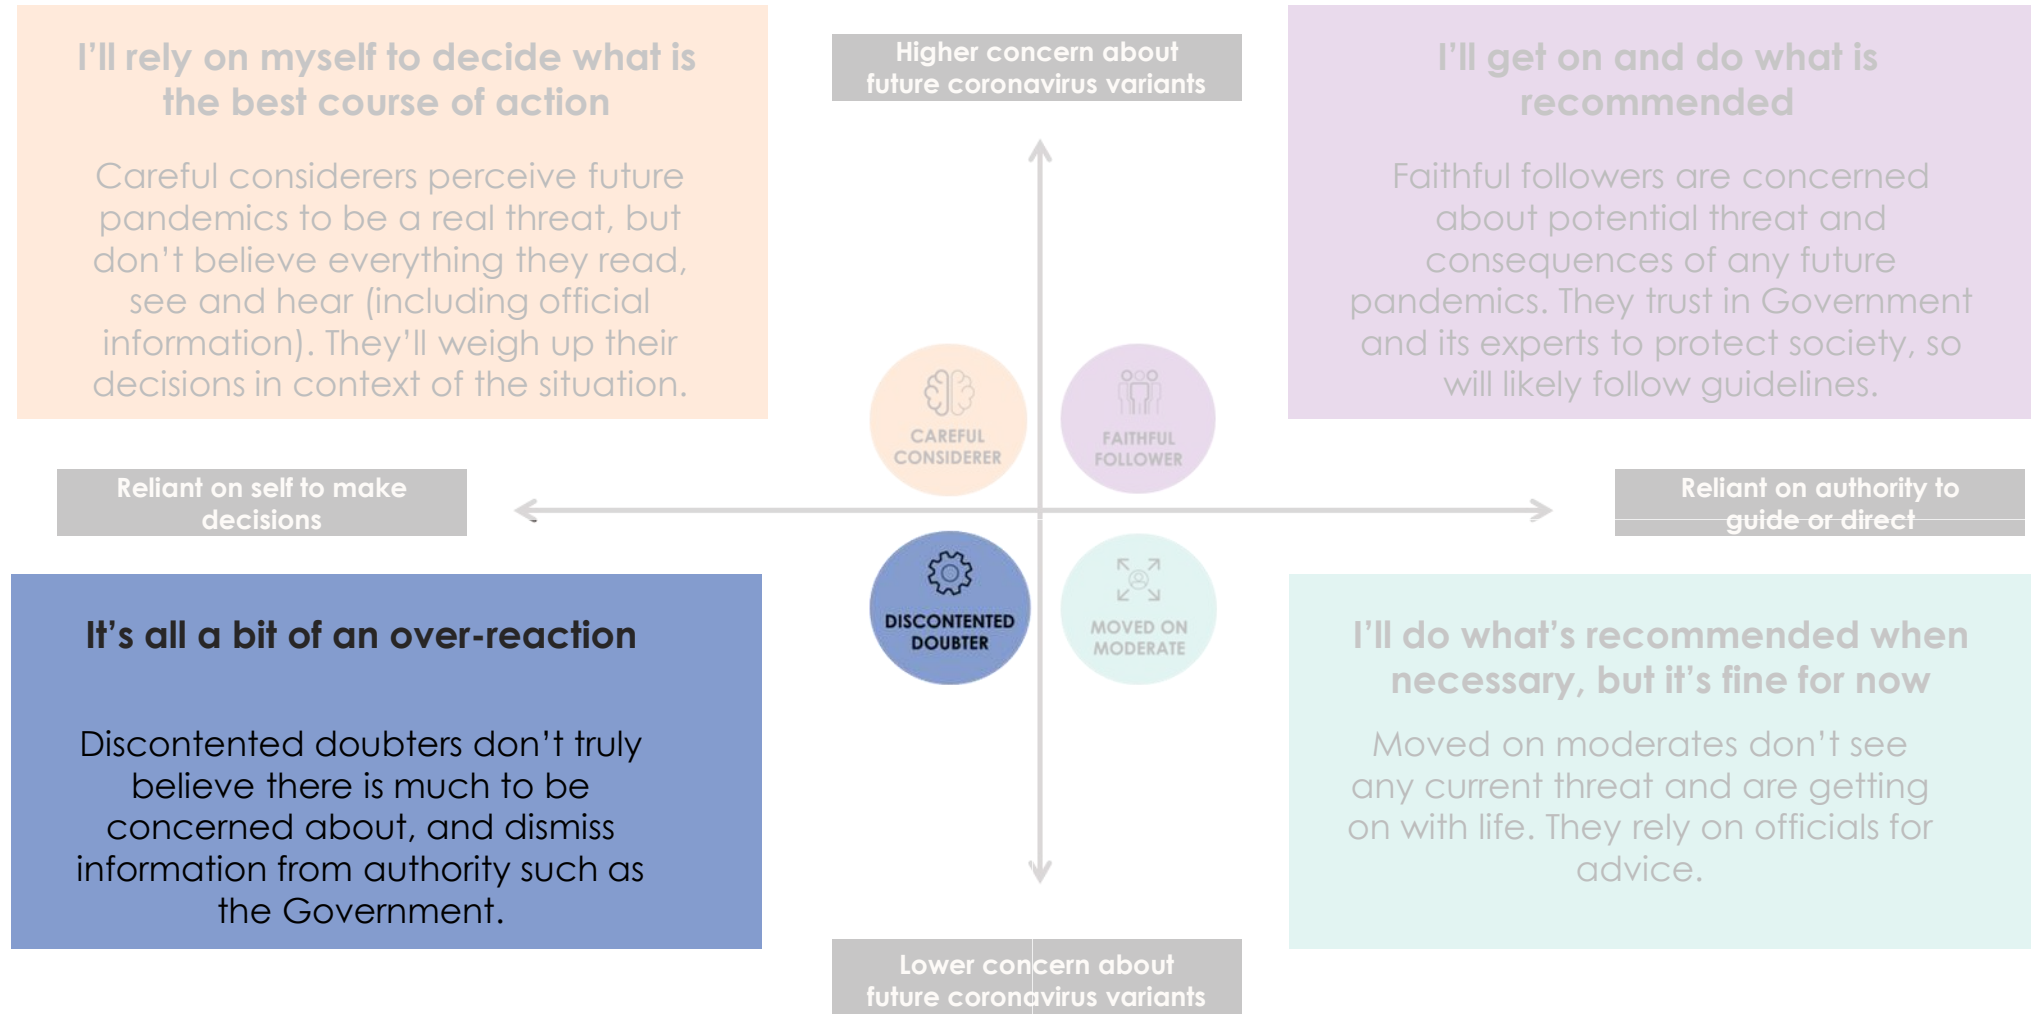 I'll rely on myself to decide what is
the best course of action
Careful considerers perceive future
pandemics to be a real threat, but
don't believe everything they read,
see and hear (including official
information). They'll weigh up their
decisions in context of the situation.
Higher concern about
future coronavirus variants
I'll get on and do what is
recommended
Faithful followers are concerned
about potential threat and
consequences of any future
pandemics. They trust in Government
and its experts to protect society, so
will likely follow guidelines.
CAREFUL
CONSIDERER
FAITHFUL
FOLLOWER
Reliant on self to make
decisions
Reliant on authority to
guide or direct
DISCONTENTED
DOUBTER
MOVED ON
MODERATE
It's all a bit of an over-reaction
Discontented doubters don't truly
believe there is much to be
concerned about, and dismiss
information from authority such as
the Government.
I'll do what's recommended when
necessary, but it's fine for now
Moved on moderates don't see
any current threat and are getting
on with life. They rely on officials for
advice.
Lower concern about
future coronavirus variants